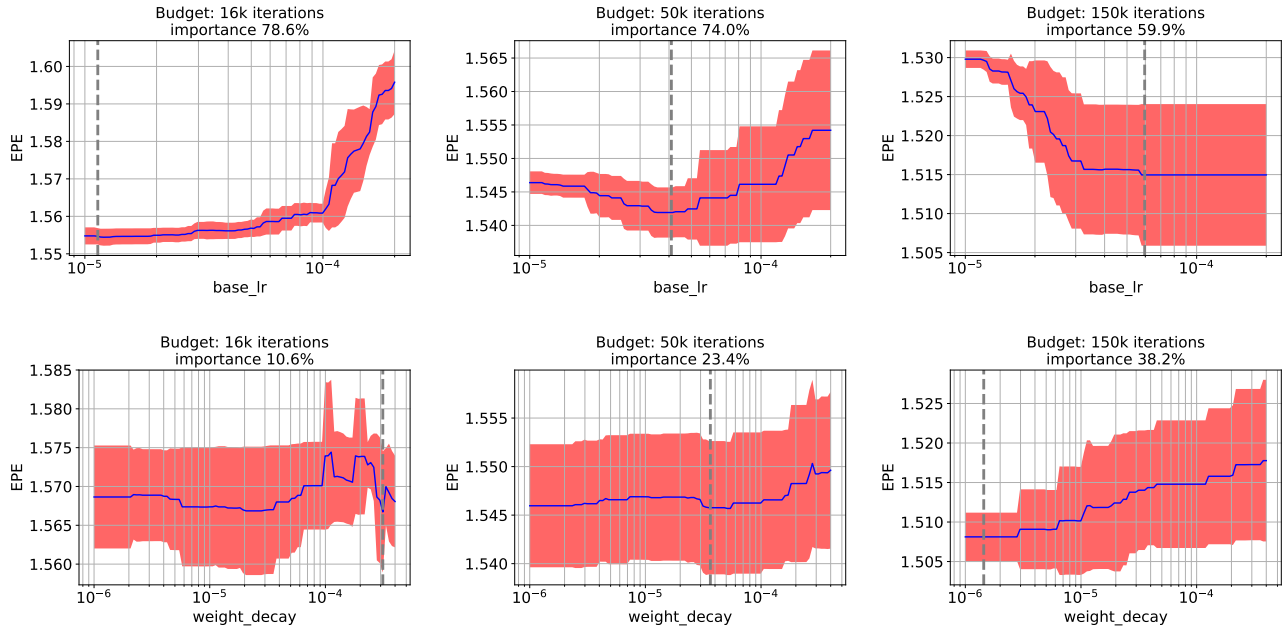 Budget: 16k iterations
importance 78.6%
1.60
1.59
1.58
1.57
1.56
1.55
EPE
10⁻⁵
10⁻⁴
base_lr
Budget: 50k iterations
importance 74.0%
1.565
1.560
1.555
1.550
1.545
1.540
EPE
10⁻⁵
10⁻⁴
base_lr
Budget: 150k iterations
importance 59.9%
1.530
1.525
1.520
1.515
1.510
1.505
EPE
10⁻⁵
10⁻⁴
base_lr
Budget: 16k iterations
importance 10.6%
1.585
1.580
1.575
1.570
1.565
1.560
EPE
10⁻⁶
10⁻⁵
10⁻⁴
weight_decay
Budget: 50k iterations
importance 23.4%
1.555
1.550
1.545
1.540
EPE
10⁻⁶
10⁻⁵
10⁻⁴
weight_decay
Budget: 150k iterations
importance 38.2%
1.525
1.520
1.515
1.510
1.505
EPE
10⁻⁶
10⁻⁵
10⁻⁴
weight_decay